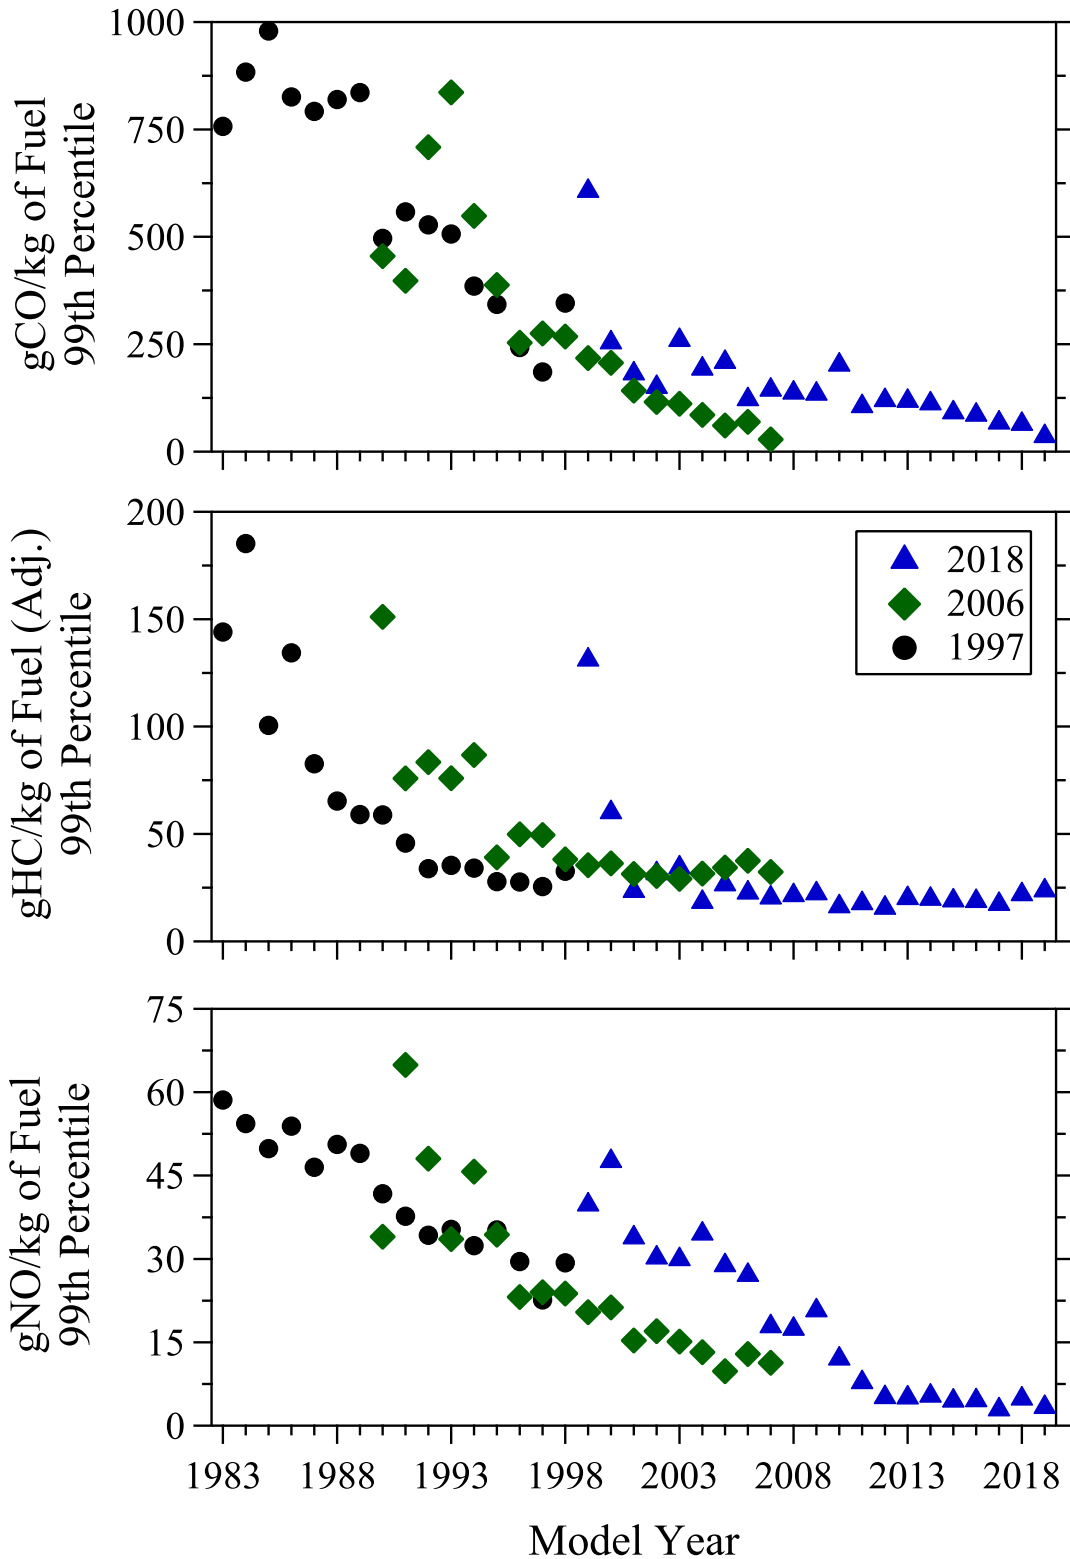 gCO/kg of Fuel
99th Percentile
1000
750
500
250
0
gHC/kg of Fuel (Adj.)
99th Percentile
200
150
100
50
0
2018
2006
1997
gNO/kg of Fuel
99th Percentile
75
60
45
30
15
0
1983 1988 1993 1998 2003 2008 2013 2018
Model Year